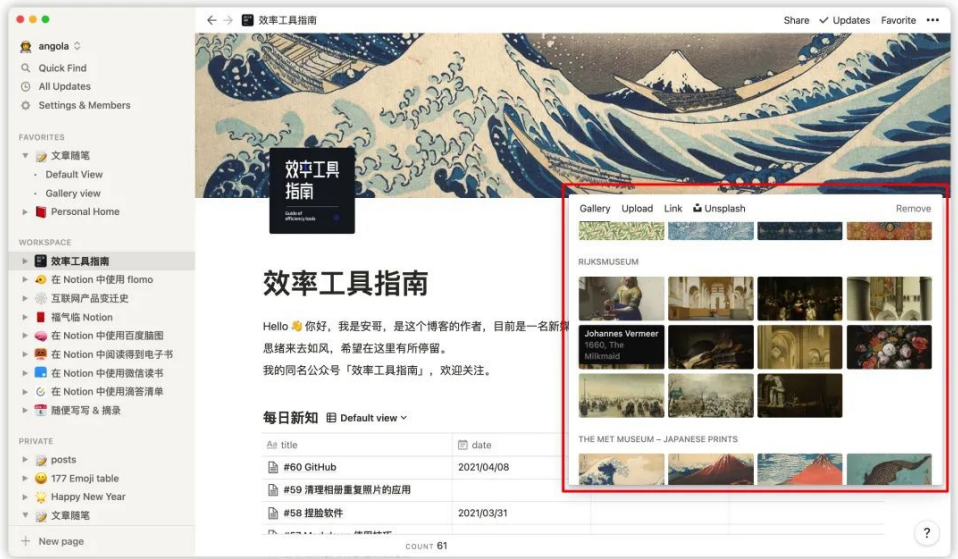 效率工具指南
Share
Updates
Favorite
angola
Quick Find
All Updates
Settings & Members
FAVORITES
文章随笔
Default View
Gallery view
Personal Home
WORKSPACE
效率工具指南
在 Notion 中使用 flomo
互联网产品变迁史
福气临 Notion
在 Notion 中使用百度脑图
在 Notion 中阅读得到电子书
在 Notion 中使用微信读书
在 Notion 中使用滴答清单
随便写写 & 摘录
PRIVATE
posts
177 Emoji table
Happy New Year
文章随笔
New page
效率工具
指南
Guide of
efficiency tools
效率工具指南
Hello 👋 你好，我是安哥，是这个博客的作者，目前是一名新媒
思绪来去如风，希望在这里有所停留。
我的同名公众号「效率工具指南」，欢迎关注。
每日新知
Default view
Aa title
date
#60 GitHub
2021/04/08
#59 清理相册重复照片的应用
#58 捏脸软件
2021/03/31
COUNT 61
Gallery
Upload
Link
Unsplash
Remove
RIJKSMUSEUM
Johannes Vermeer
1660, The
Milkmaid
THE MET MUSEUM – JAPANESE PRINTS
?